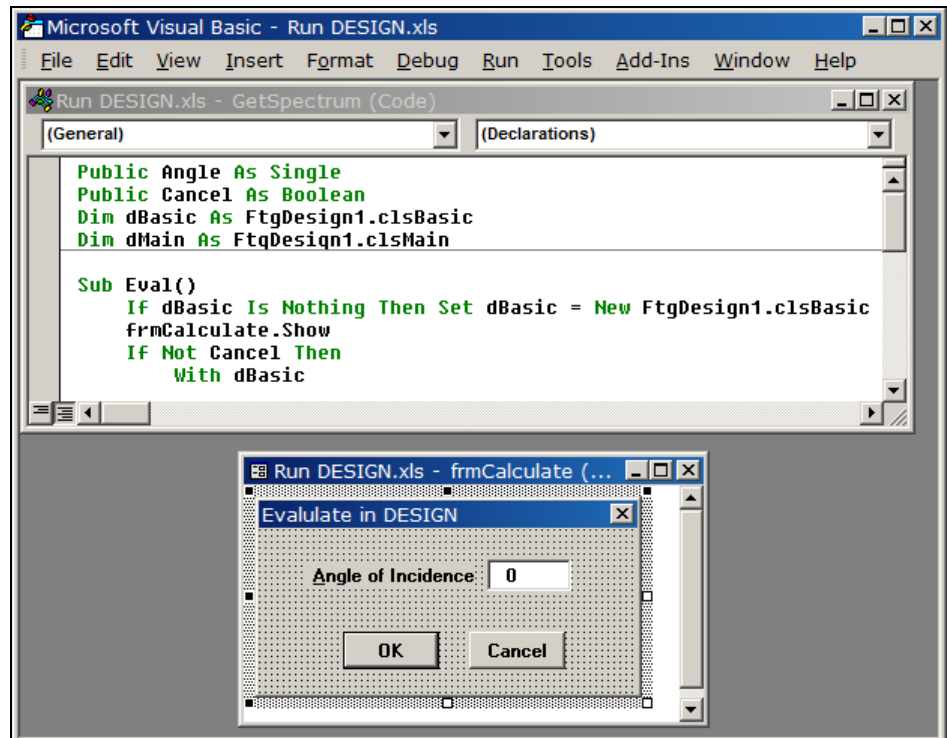 Microsoft Visual Basic - Run DESIGN.xls
File Edit View Insert Format Debug Run Tools Add-Ins Window Help
Run DESIGN.xls - GetSpectrum (Code)
(General) (Declarations)
Public Angle As Single
Public Cancel As Boolean
Dim dBasic As FtgDesign1.clsBasic
Dim dMain As FtgDesign1.clsMain
Sub Eval()
If dBasic Is Nothing Then Set dBasic = New FtgDesign1.clsBasic
frmCalculate.Show
If Not Cancel Then
With dBasic
Run DESIGN.xls - frmCalculate (...
Evalulate in DESIGN
Angle of Incidence 0
OK Cancel